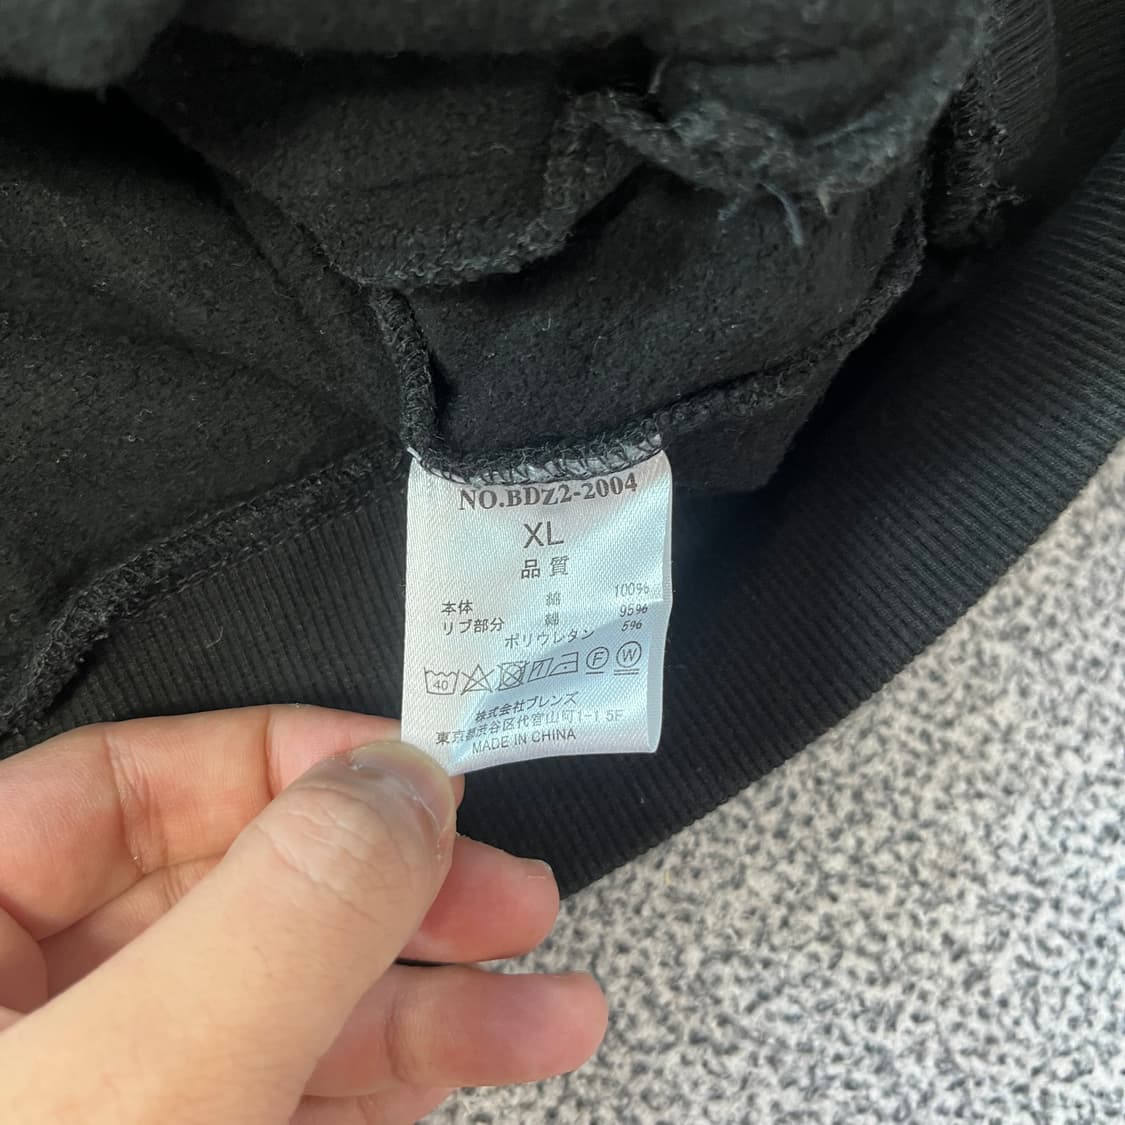 NO.BDZ2-2004
XL
品質
本体 綿 100%
リブ部分 綿 95%
ポリウレタン 5%
40 F W
株式会社ブレンズ
東京都渋谷区代官山町1-1 5F
MADE IN CHINA